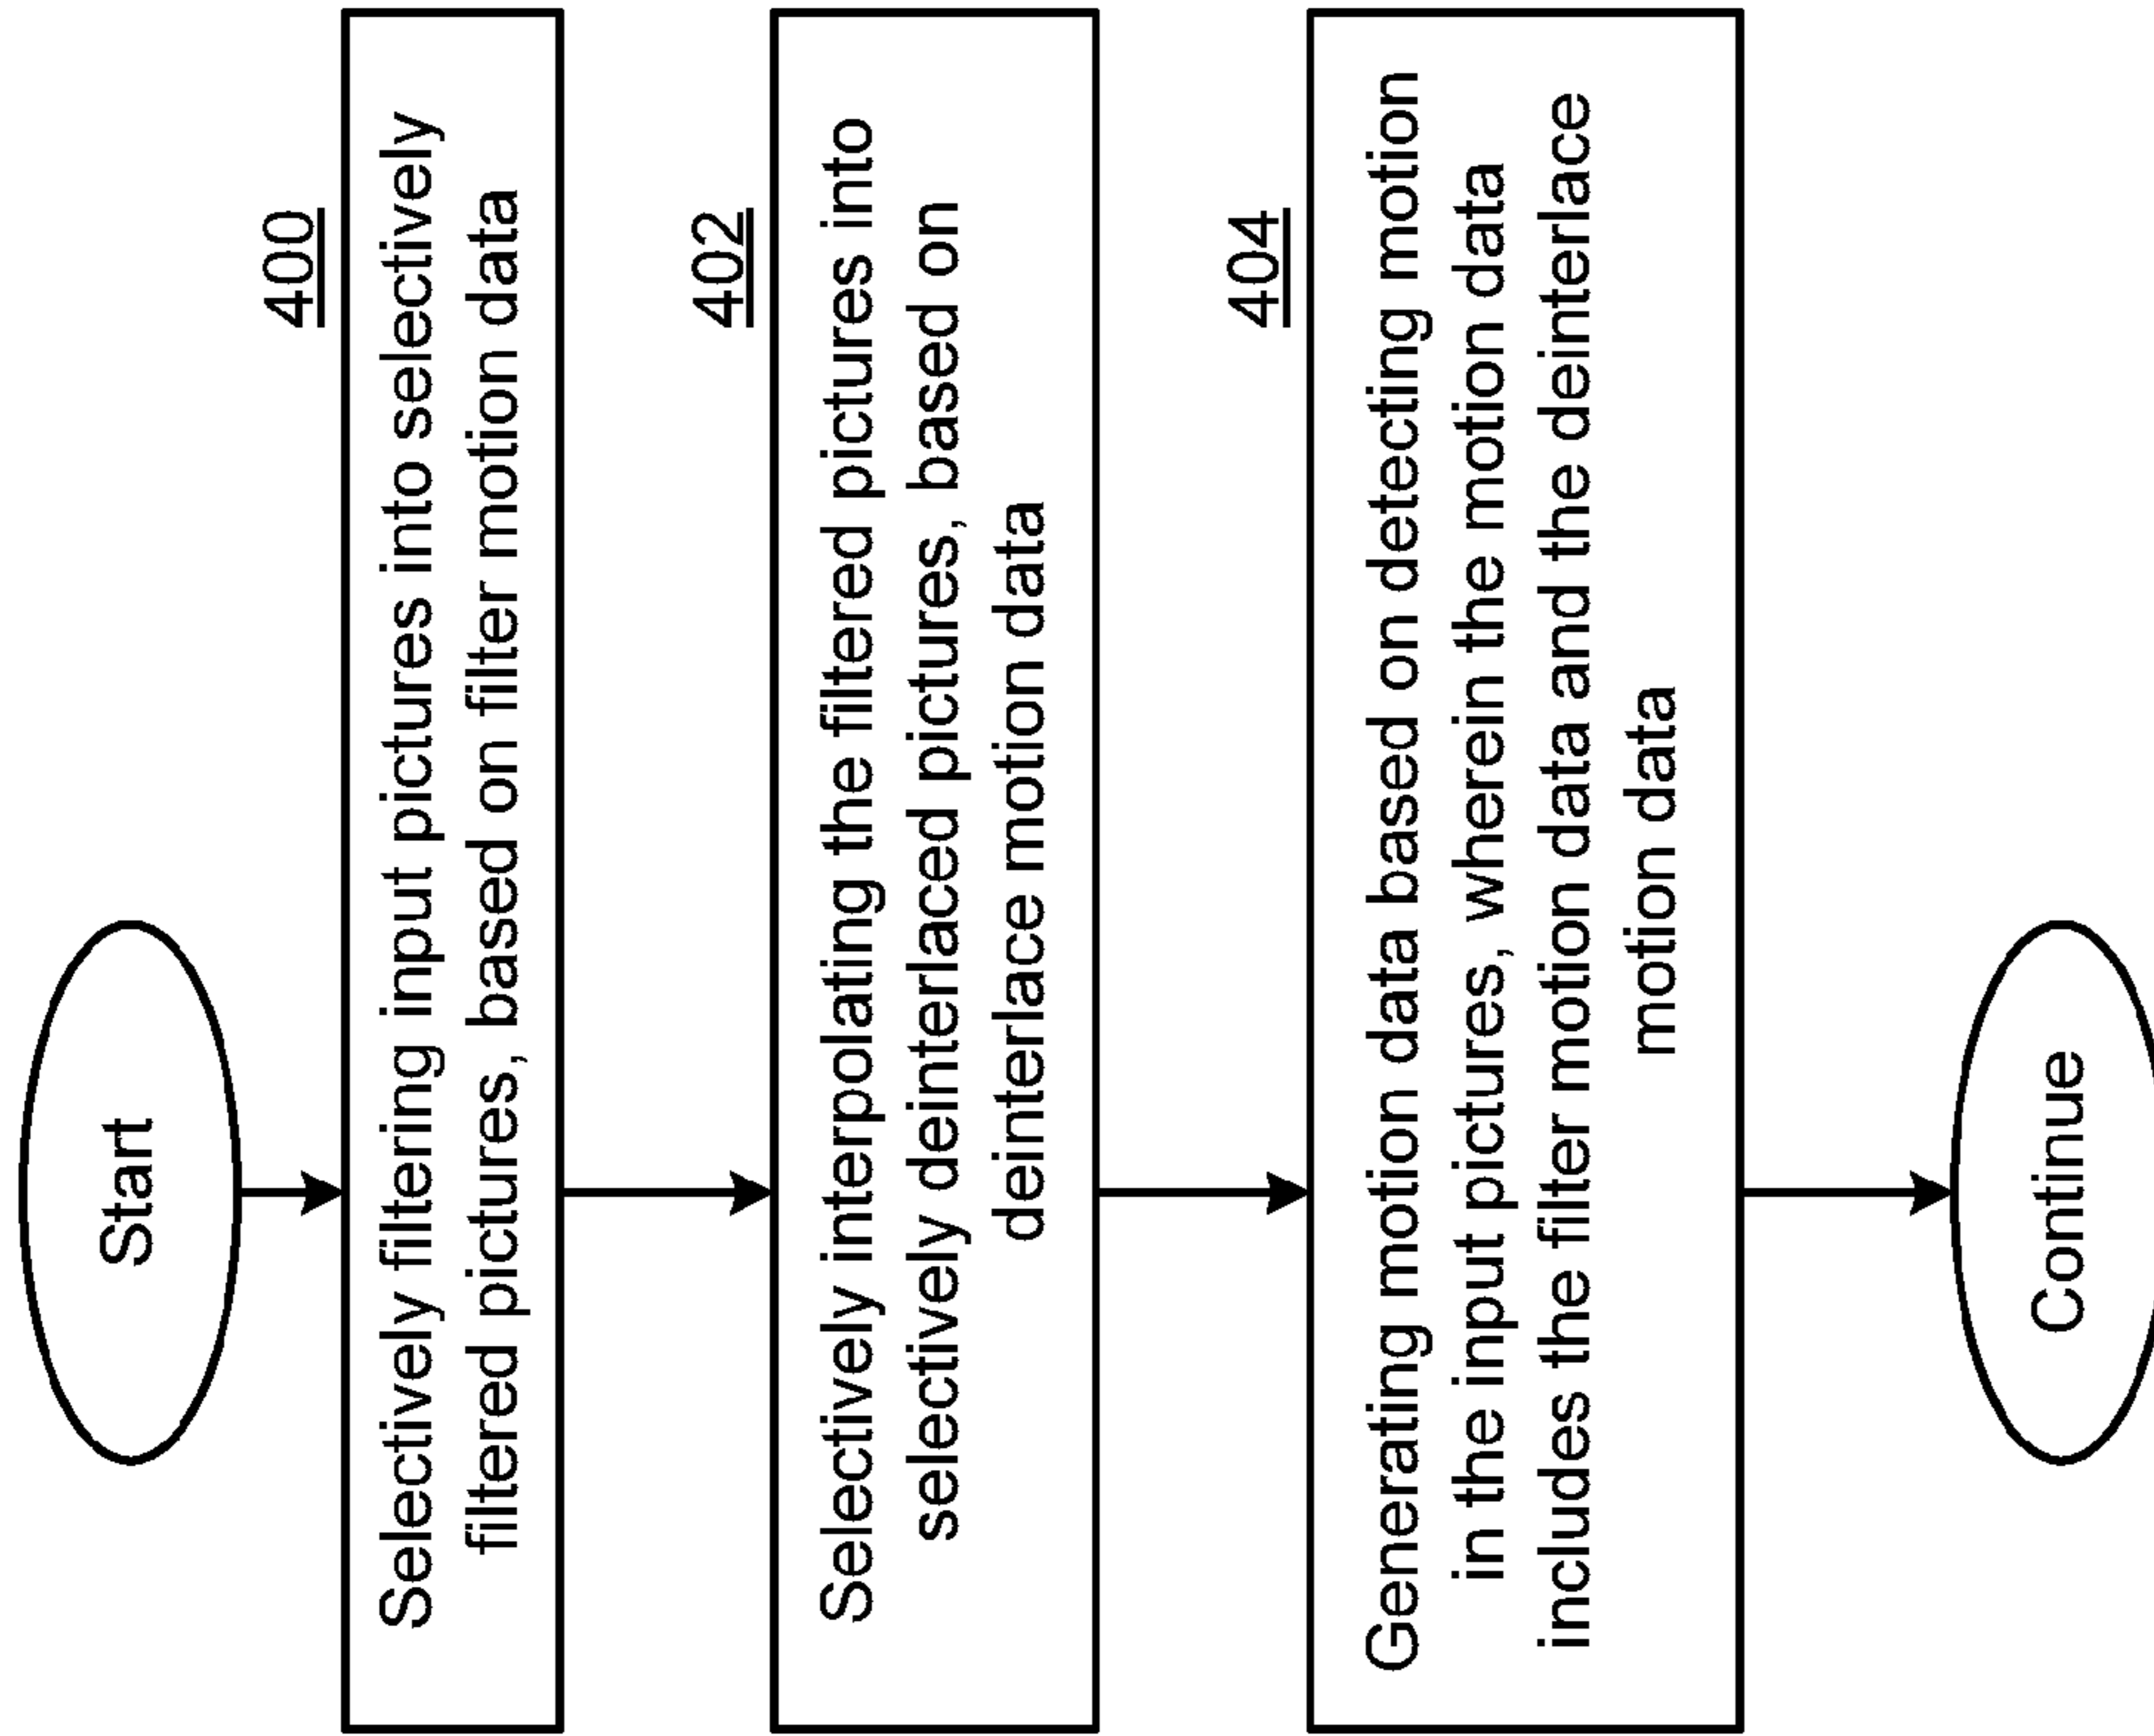 Start
400
Selectively filtering input pictures into selectively
filtered pictures, based on filter motion data
402
Selectively interpolating the filtered pictures into
selectively deinterlaced pictures, based on
deinterlace motion data
404
Generating motion data based on detecting motion
in the input pictures, wherein the motion data
includes the filter motion data and the deinterlace
motion data
Continue